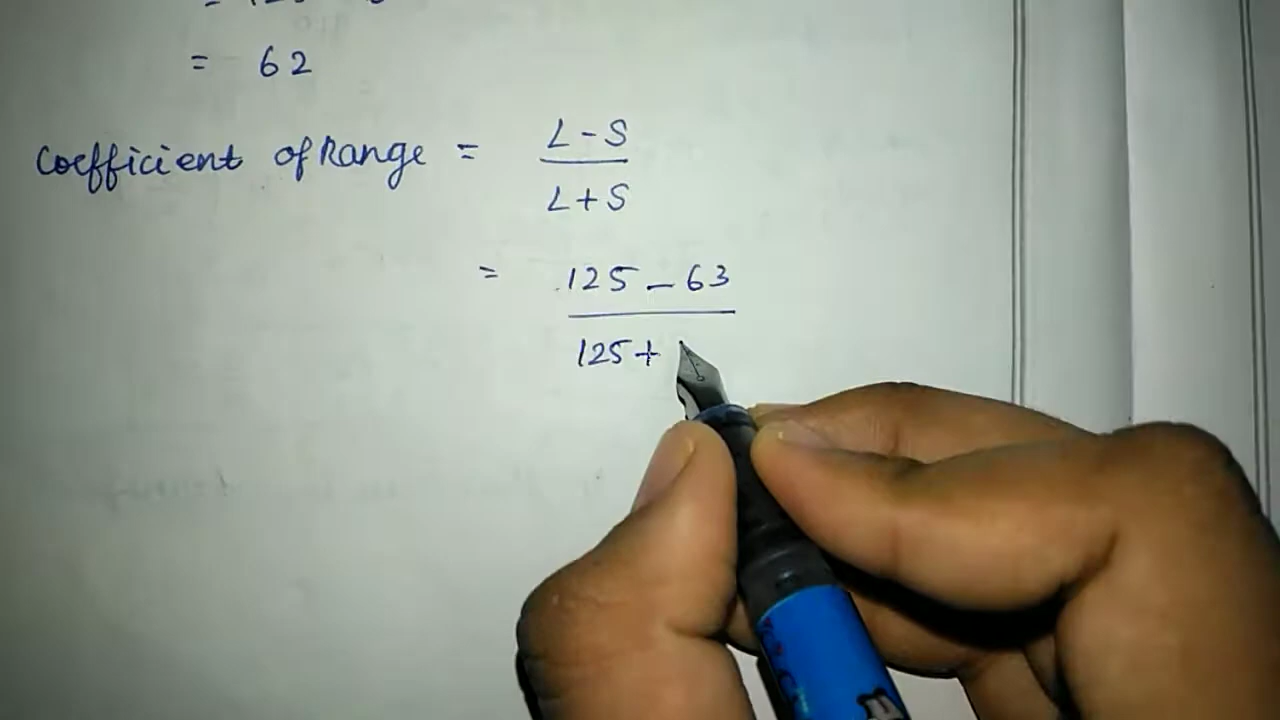 = 62
Coefficient of Range = L - S
L + S
= 125 - 63
125 +